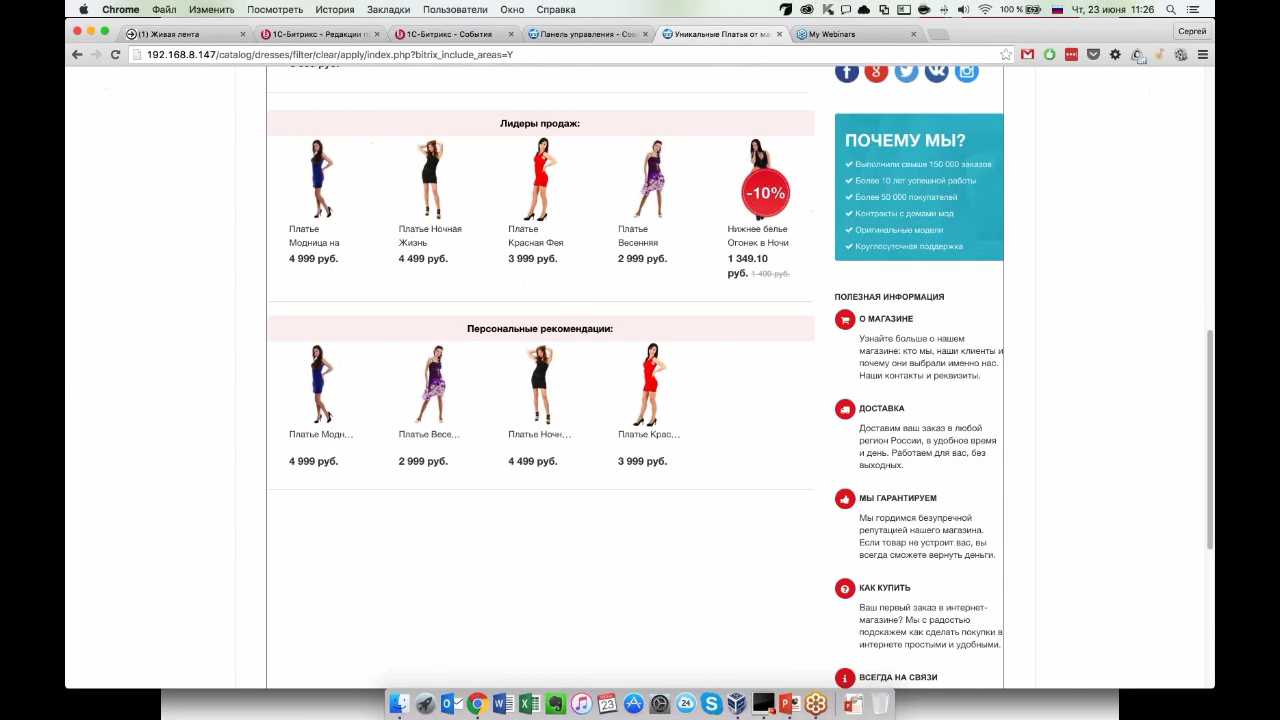 Chrome Файл Изменить Посмотреть История Закладки Пользователи Окно Справка 100 % Чт, 23 июня 11:26
(1) Живая лента
1С-Битрикс - Редакции п
1С-Битрикс - События
Панель управления - Сов
Уникальные Платья от ма
My Webinars
Сергей
192.168.8.147/catalog/dresses/filter/clear/apply/index.php?bitrix_include_areas=Y
Лидеры продаж:
-10%
Платье Модница на
4 999 руб.
Платье Ночная Жизнь
4 499 руб.
Платье Красная Фея
3 999 руб.
Платье Весенняя
2 999 руб.
Нижнее белье Огонек в Ночи
1 349.10
руб. 1 499 руб.
Персональные рекомендации:
Платье Модн...
4 999 руб.
Платье Весе...
2 999 руб.
Платье Ночн...
4 499 руб.
Платье Крас...
3 999 руб.
ПОЧЕМУ МЫ?
Выполнили свыше 150 000 заказов
Более 10 лет успешной работы
Более 50 000 покупателей
Контракты с домами мод
Оригинальные модели
Круглосуточная поддержка
ПОЛЕЗНАЯ ИНФОРМАЦИЯ
О МАГАЗИНЕ
Узнайте больше о нашем
магазине: кто мы, наши клиенты и
почему они выбрали именно нас.
Наши контакты и реквизиты.
ДОСТАВКА
Доставим ваш заказ в любой
регион России, в удобное время
и день. Работаем для вас, без
выходных.
МЫ ГАРАНТИРУЕМ
Мы гордимся безупречной
репутацией нашего магазина.
Если товар не устроит вас, вы
всегда сможете вернуть деньги.
КАК КУПИТЬ
Ваш первый заказ в интернет-
магазине? Мы с радостью
подскажем как сделать покупки в
интернете простыми и удобными.
ВСЕГДА НА СВЯЗИ
23
24